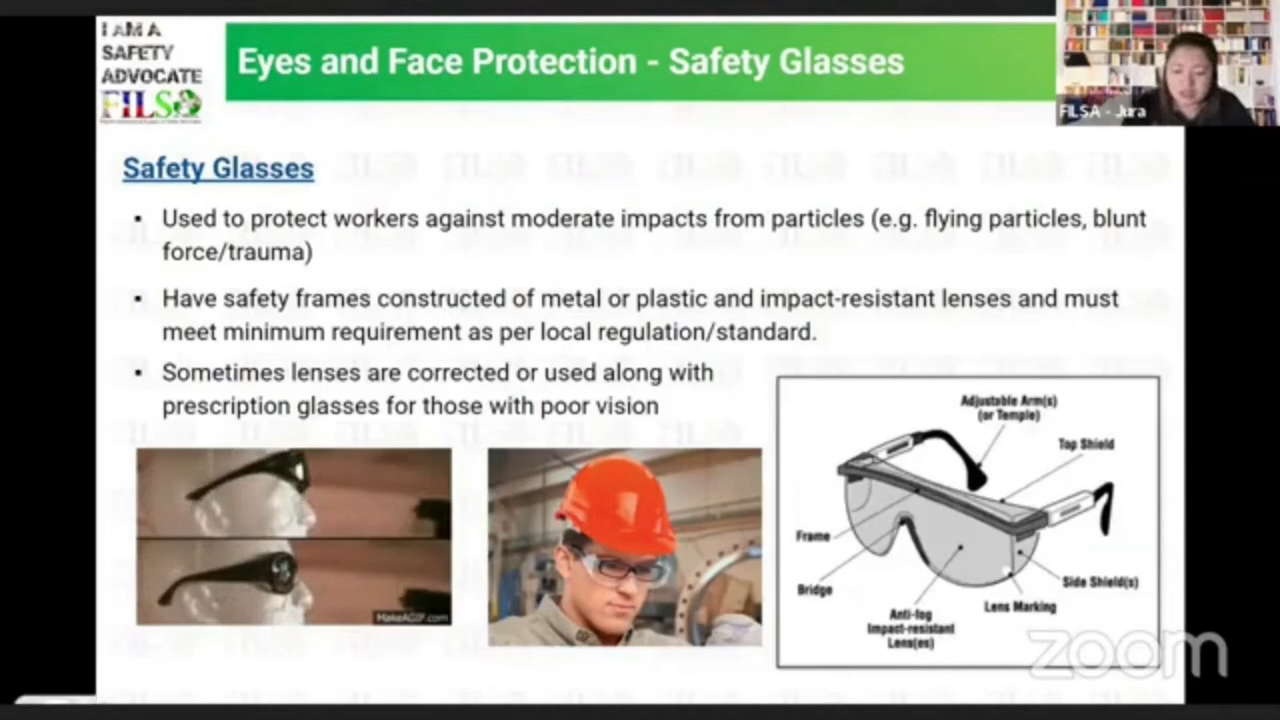 I AM A
SAFETY
ADVOCATE
FILSA
Eyes and Face Protection - Safety Glasses
FILSA - Jura
Safety Glasses
▪ Used to protect workers against moderate impacts from particles (e.g. flying particles, blunt
force/trauma)
▪ Have safety frames constructed of metal or plastic and impact-resistant lenses and must
meet minimum requirement as per local regulation/standard.
▪ Sometimes lenses are corrected or used along with
prescription glasses for those with poor vision
MakeAGIF.com
Adjustable Arm(s)
(or Temple)
Top Shield
Frame
Bridge
Side Shield(s)
Lens Marking
Anti-fog
Impact-resistant
Lens(es)
zoom